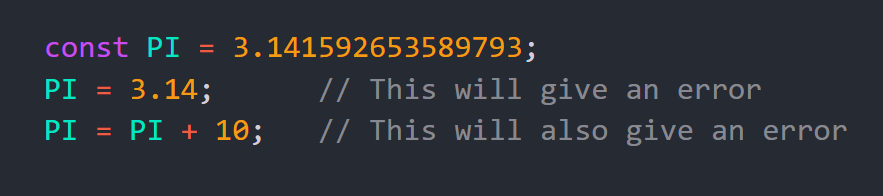 const PI = 3.141592653589793;
PI = 3.14;      // This will give an error
PI = PI + 10;   // This will also give an error